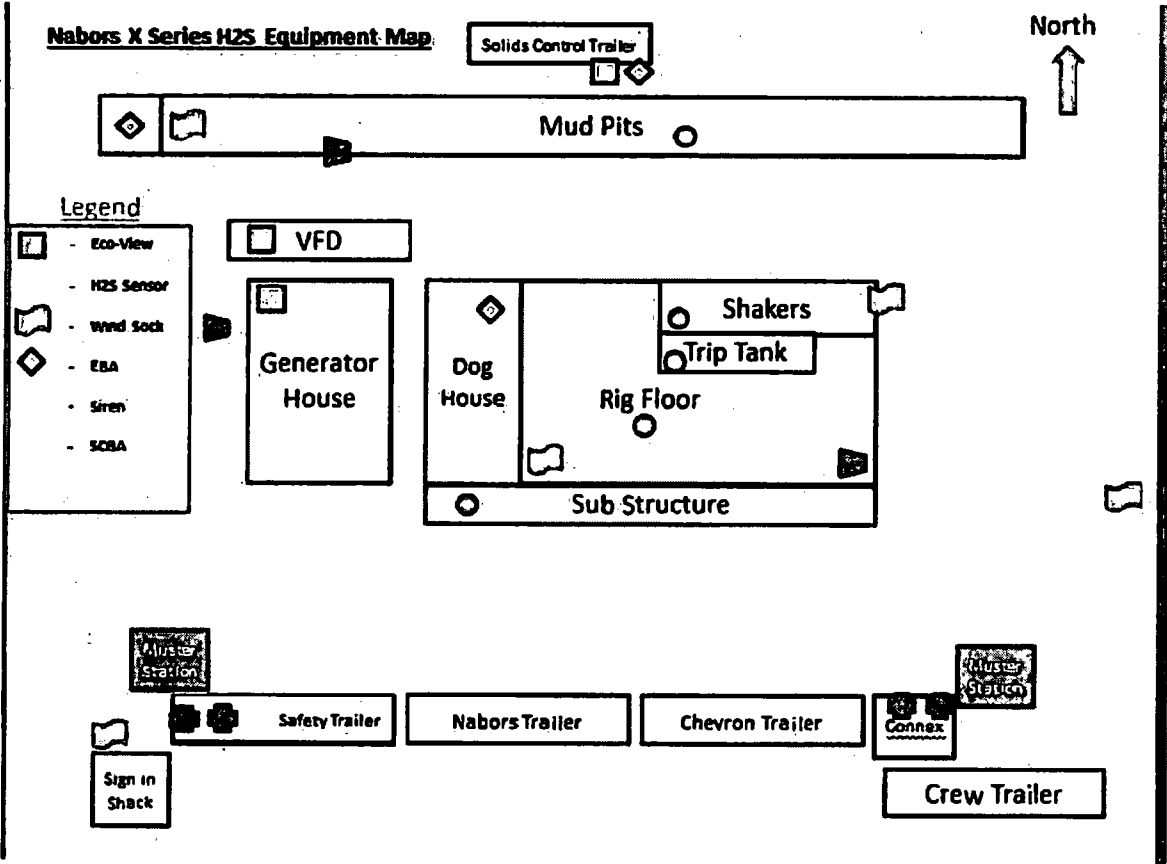 Nabors X Series H2S Equipment Map
Solids Control Trailer
North
Mud Pits
Legend
- Eco-View
- H2S Sensor
- Wind Sock
- EBA
- Siren
- SCBA
VFD
Generator
House
Dog
House
Shakers
Trip Tank
Rig Floor
Sub Structure
Muster
Station
Muster
Station
Safety Trailer
Nabors Trailer
Chevron Trailer
Connex
Sign in
Shack
Crew Trailer